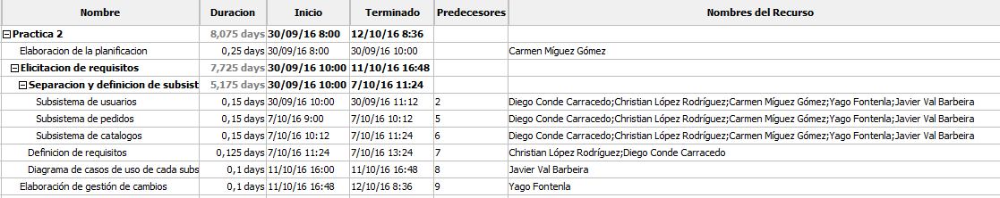 Nombre Duracion Inicio Terminado Predecesores Nombres del Recurso
Practica 2 8,075 days 30/09/16 8:00 12/10/16 8:36
Elaboracion de la planificacion 0,25 days 30/09/16 8:00 30/09/16 10:00 Carmen Míguez Gómez
Elicitacion de requisitos 7,725 days 30/09/16 10:00 11/10/16 16:48
Separacion y definicion de subsist 5,175 days 30/09/16 10:00 7/10/16 11:24
Subsistema de usuarios 0,15 days 30/09/16 10:00 30/09/16 11:12 2 Diego Conde Carracedo;Christian López Rodríguez;Carmen Míguez Gómez;Yago Fontenla;Javier Val Barbeira
Subsistema de pedidos 0,15 days 7/10/16 9:00 7/10/16 10:12 5 Diego Conde Carracedo;Christian López Rodríguez;Carmen Míguez Gómez;Yago Fontenla;Javier Val Barbeira
Subsistema de catalogos 0,15 days 7/10/16 10:12 7/10/16 11:24 6 Diego Conde Carracedo;Christian López Rodríguez;Carmen Míguez Gómez;Yago Fontenla;Javier Val Barbeira
Definicion de requisitos 0,125 days 7/10/16 11:24 7/10/16 13:24 7 Christian López Rodríguez;Diego Conde Carracedo
Diagrama de casos de uso de cada subs 0,1 days 11/10/16 16:00 11/10/16 16:48 8 Javier Val Barbeira
Elaboración de gestión de cambios 0,1 days 11/10/16 16:48 12/10/16 8:36 9 Yago Fontenla